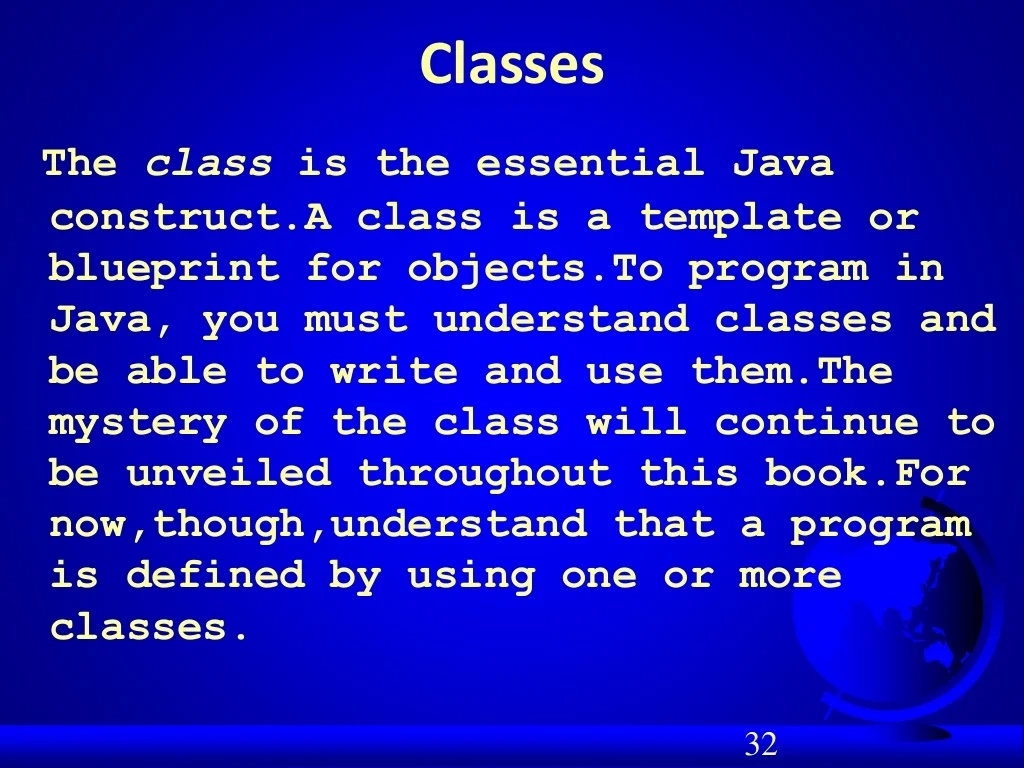 Classes
The class is the essential Java
construct.A class is a template or
blueprint for objects.To program in
Java, you must understand classes and
be able to write and use them.The
mystery of the class will continue to
be unveiled throughout this book.For
now,though,understand that a program
is defined by using one or more
classes.
32